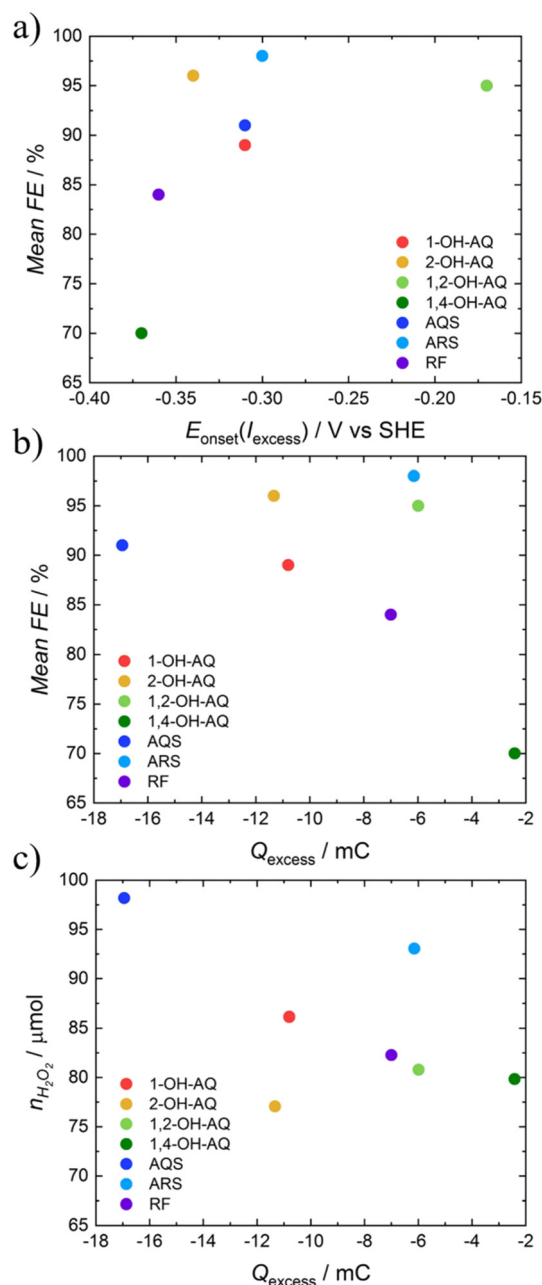 a)
100
95
90
85
80
75
70
65
Mean FE / %
1-OH-AQ
2-OH-AQ
1,2-OH-AQ
1,4-OH-AQ
AQS
ARS
RF
-0.40 -0.35 -0.30 -0.25 -0.20 -0.15
Eonset(Iexcess) / V vs SHE
b)
100
95
90
85
80
75
70
65
Mean FE / %
1-OH-AQ
2-OH-AQ
1,2-OH-AQ
1,4-OH-AQ
AQS
ARS
RF
-18 -16 -14 -12 -10 -8 -6 -4 -2
Qexcess / mC
c)
100
95
90
85
80
75
70
65
nH2O2 / μmol
1-OH-AQ
2-OH-AQ
1,2-OH-AQ
1,4-OH-AQ
AQS
ARS
RF
-18 -16 -14 -12 -10 -8 -6 -4 -2
Qexcess / mC